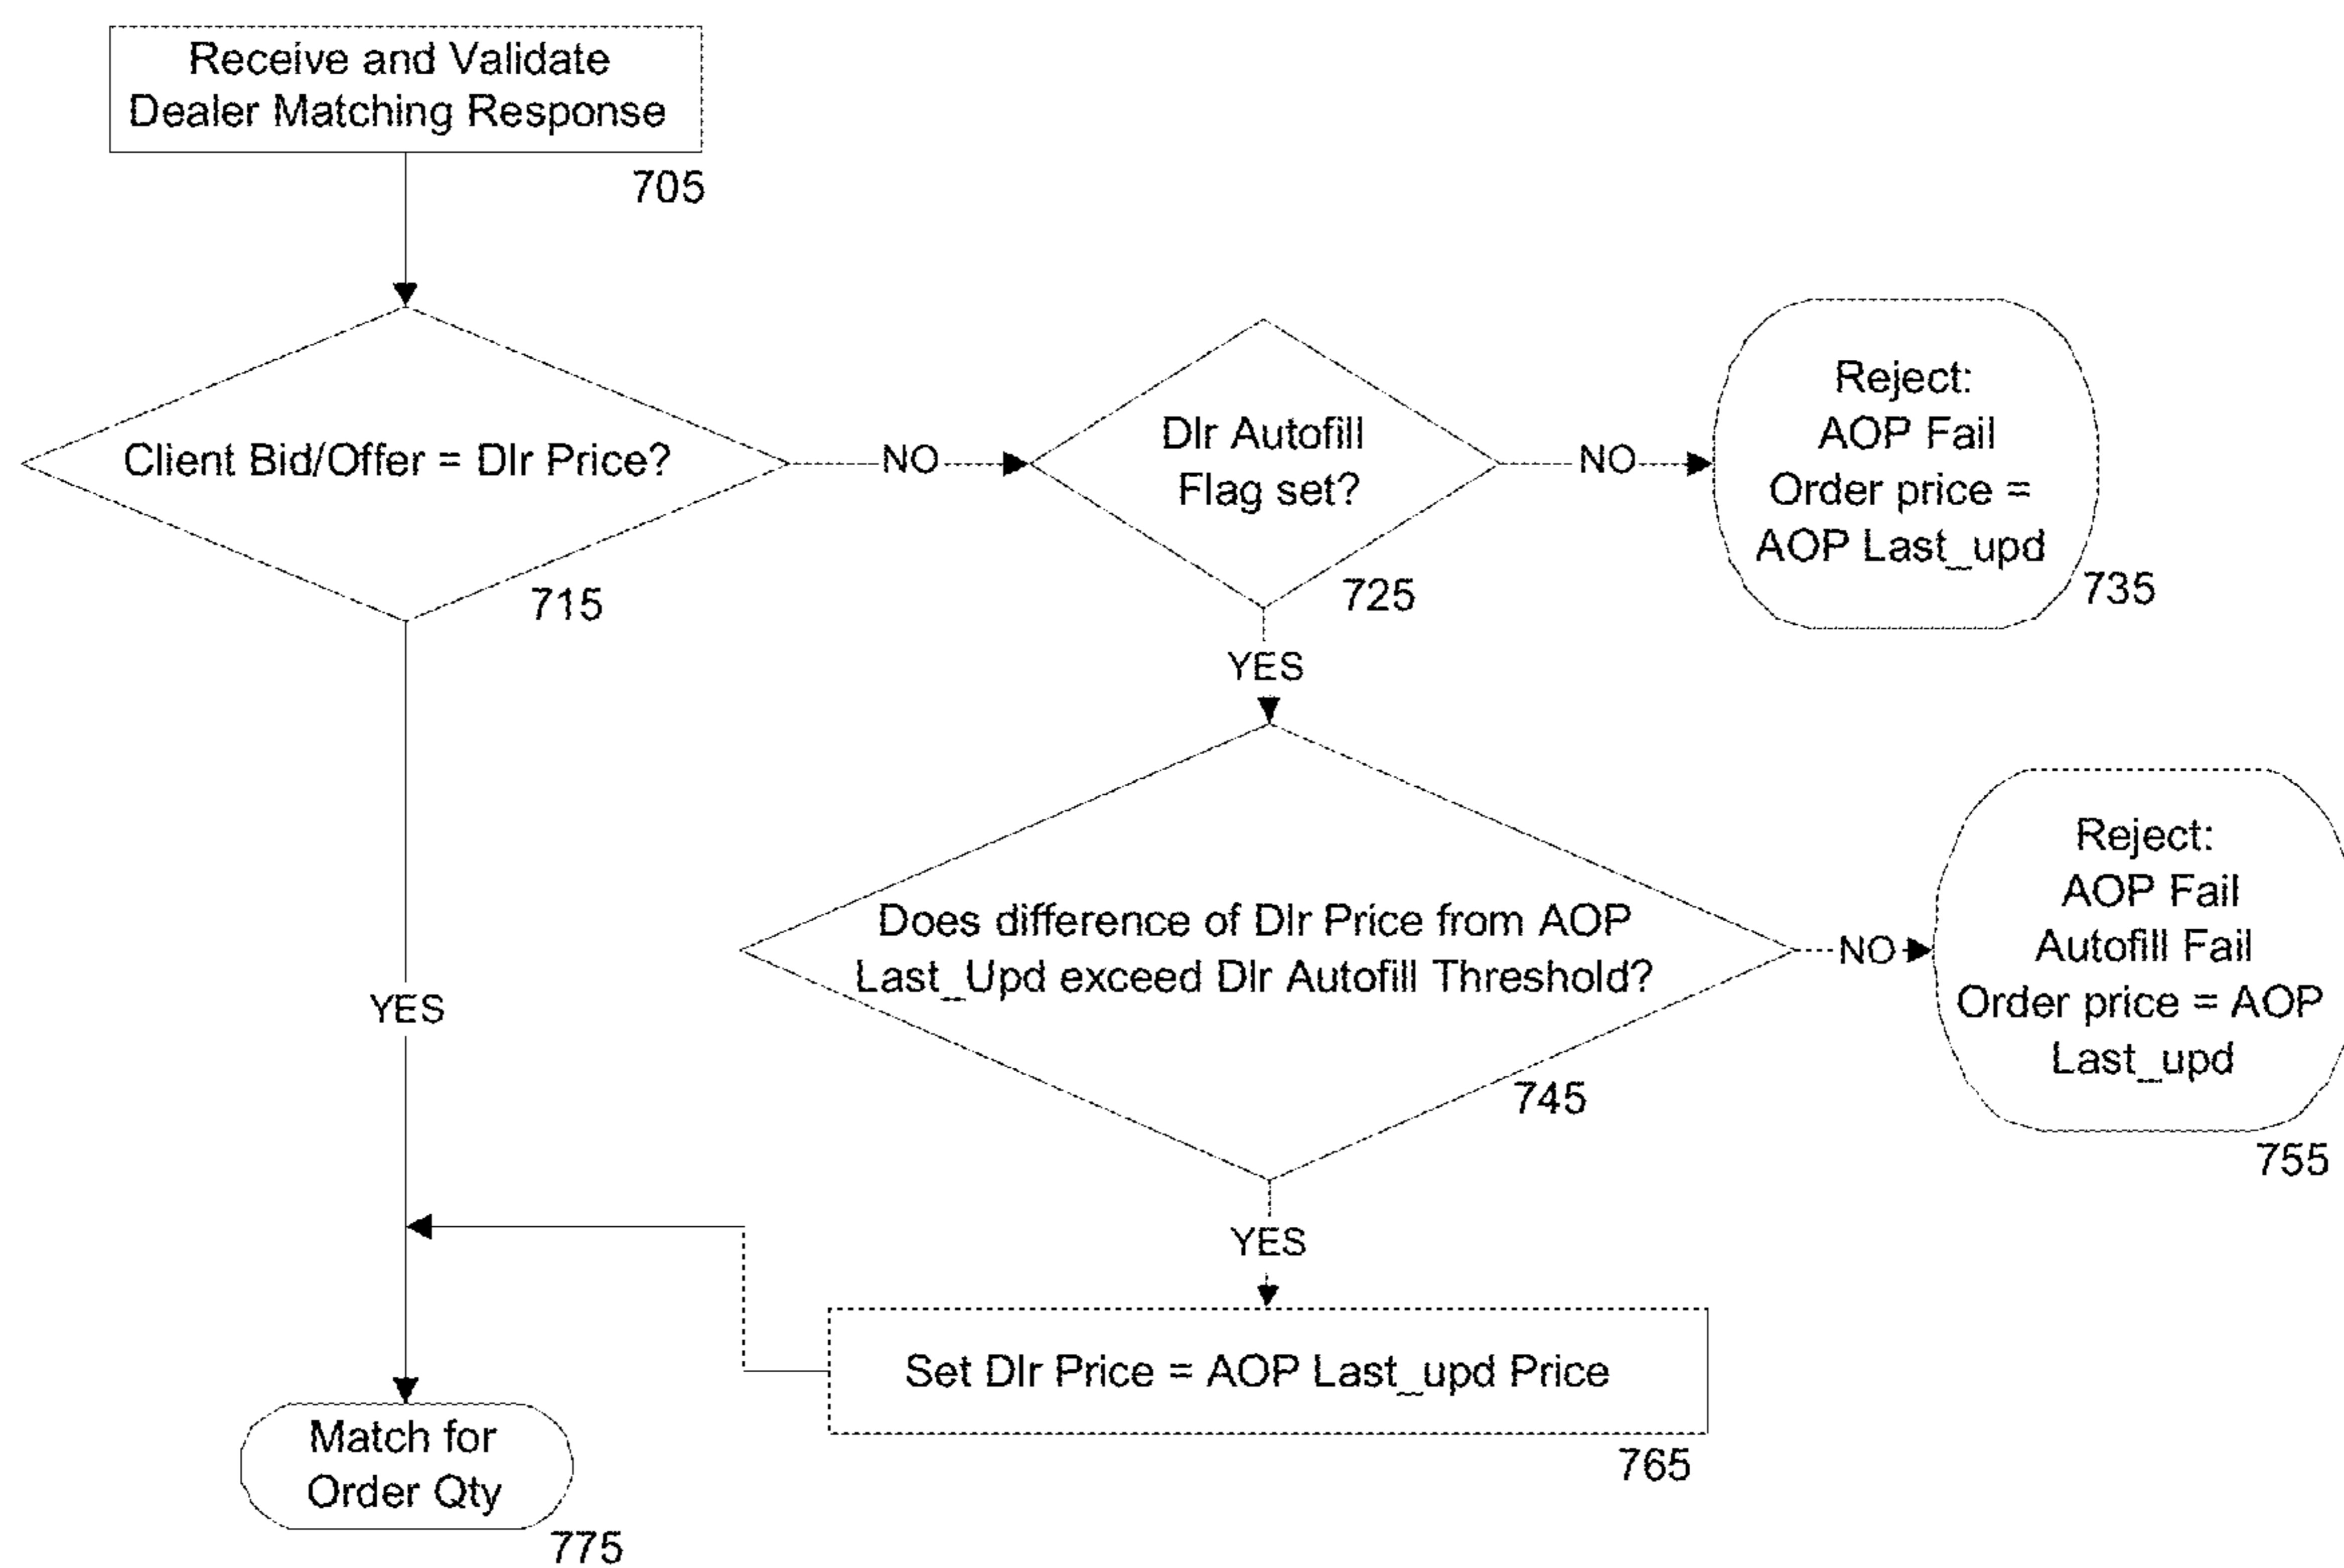 Receive and Validate
Dealer Matching Response
705
Client Bid/Offer = Dlr Price?
715
NO
Dlr Autofill
Flag set?
725
NO
Reject:
AOP Fail
Order price =
AOP Last_upd
735
YES
Does difference of Dlr Price from AOP
Last_Upd exceed Dlr Autofill Threshold?
745
NO
Reject:
AOP Fail
Autofill Fail
Order price = AOP
Last_upd
755
YES
YES
Set Dlr Price = AOP Last_upd Price
765
Match for
Order Qty
775